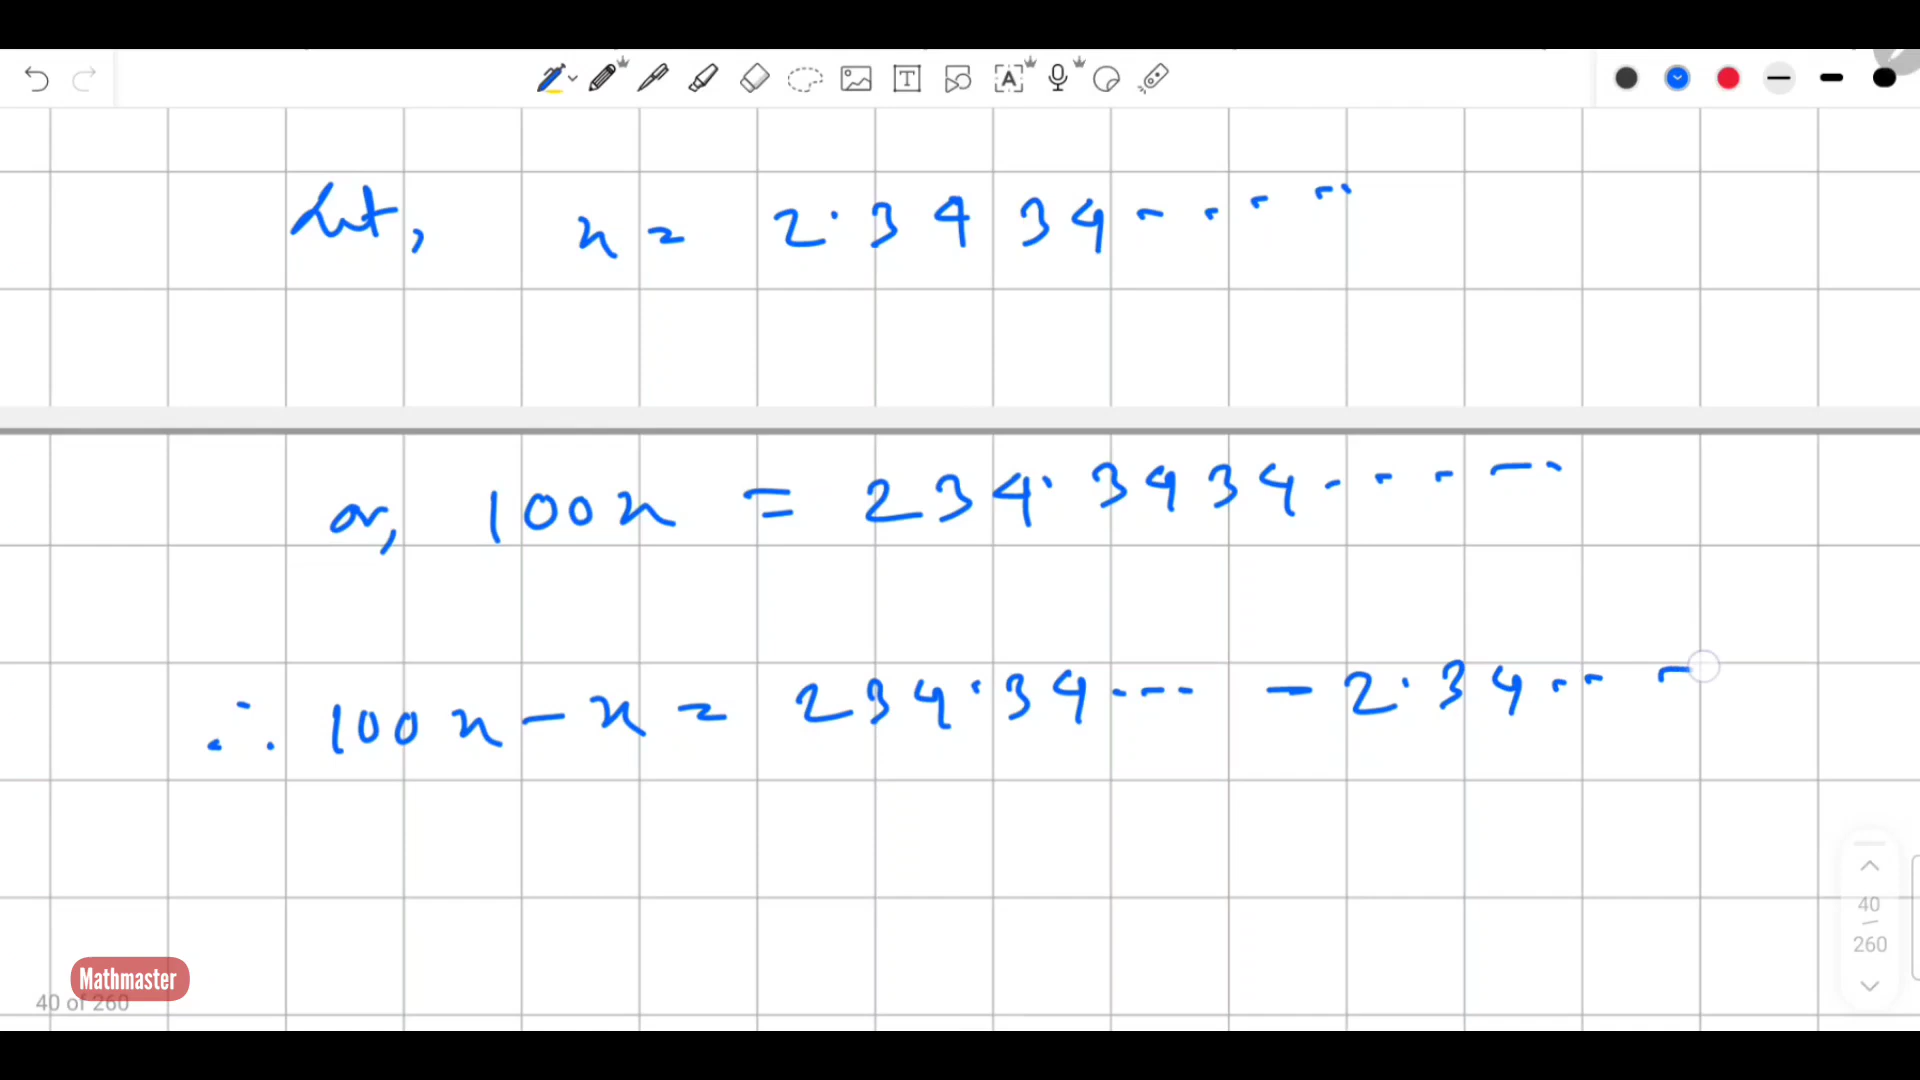 Let, x = 2.3434-----
or, 100x = 234.3434-----
∴ 100x - x = 234.34---- - 2.34---
40
260
Mathmaster
40 of 260